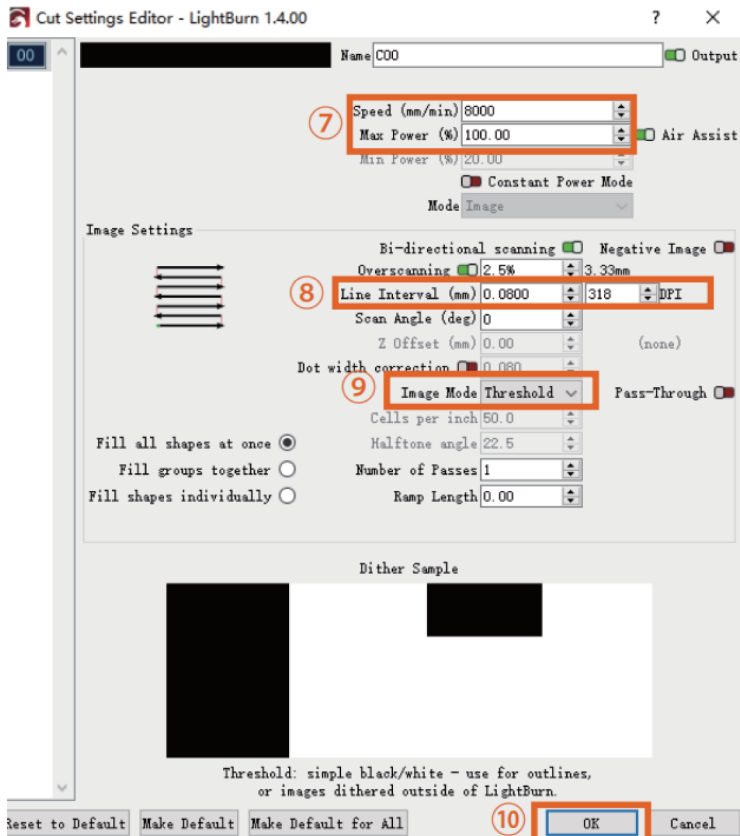 Cut Settings Editor - LightBurn 1.4.00 ? ×
00 Name C00 Output
⑦ Speed (mm/min) 8000
Max Power (%) 100.00 Air Assist
Min Power (%) 20.00
Constant Power Mode
Mode Image
Image Settings
Bi-directional scanning Negative Image
Overscanning 2.5% 3.33mm
⑧ Line Interval (mm) 0.0800 318 DPI
Scan Angle (deg) 0
Z Offset (mm) 0.00 (none)
Dot width correction 0.080
⑨ Image Mode Threshold Pass-Through
Cells per inch 50.0
Fill all shapes at once Halftone angle 22.5
Fill groups together Number of Passes 1
Fill shapes individually Ramp Length 0.00
Dither Sample
Threshold: simple black/white - use for outlines,
or images dithered outside of LightBurn.
Reset to Default Make Default Make Default for All ⑩ OK Cancel